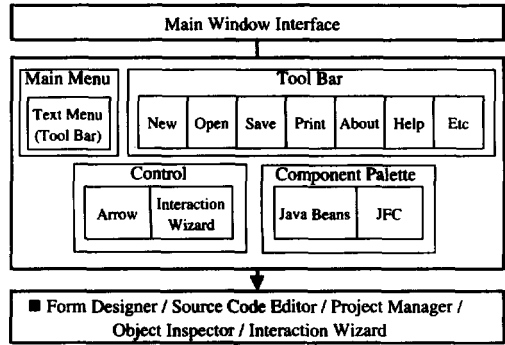 Main Window Interface
Main Menu
Text Menu
(Tool Bar)
Tool Bar
New Open Save Print About Help Etc
Control
Arrow
Interaction
Wizard
Component Palette
Java Beans JFC
■ Form Designer / Source Code Editor / Project Manager /
Object Inspector / Interaction Wizard